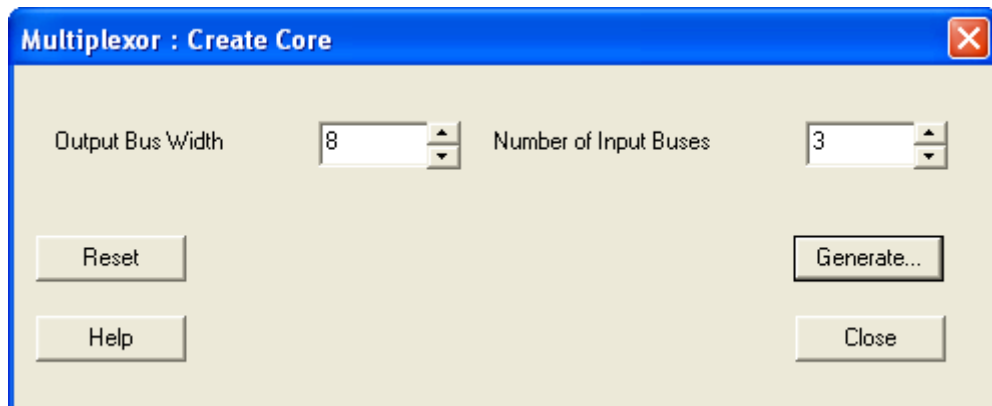 Multiplexor : Create Core
Output Bus Width 8 Number of Input Buses 3
Reset Generate...
Help Close